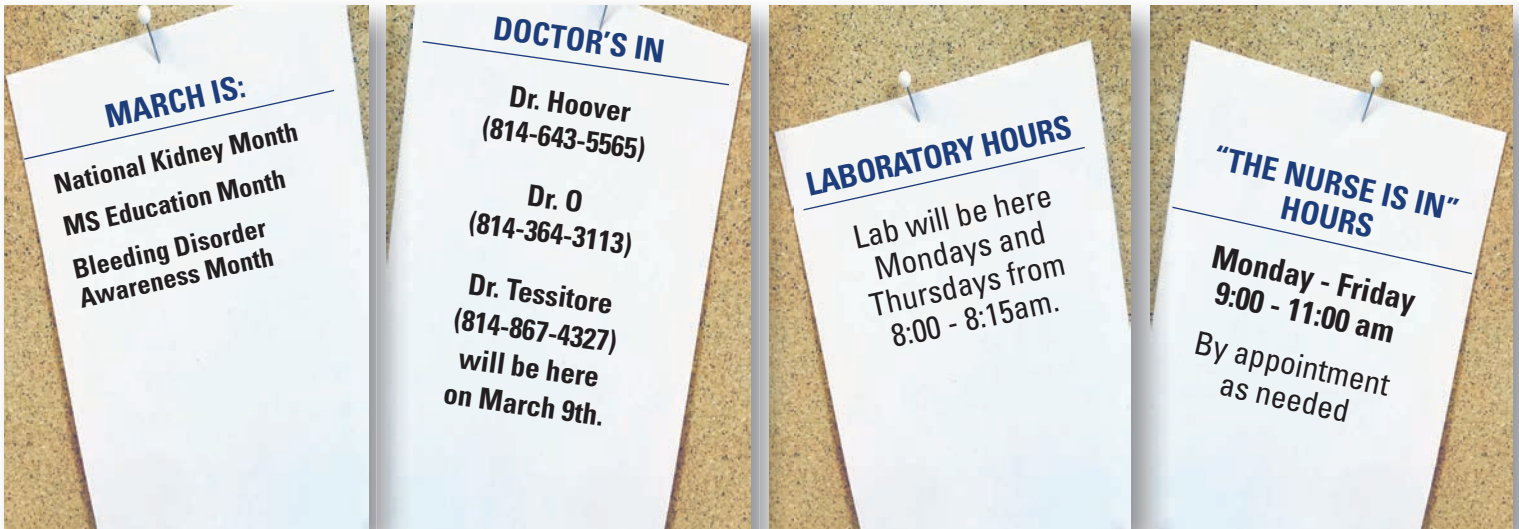 MARCH IS:
National Kidney Month
MS Education Month
Bleeding Disorder
Awareness Month
DOCTOR’S IN
Dr. Hoover
(814-643-5565)
Dr. O
(814-364-3113)
Dr. Tessitore
(814-867-4327)
will be here
on March 9th.
LABORATORY HOURS
Lab will be here
Mondays and
Thursdays from
8:00 - 8:15am.
“THE NURSE IS IN”
HOURS
Monday - Friday
9:00 - 11:00 am
By appointment
as needed